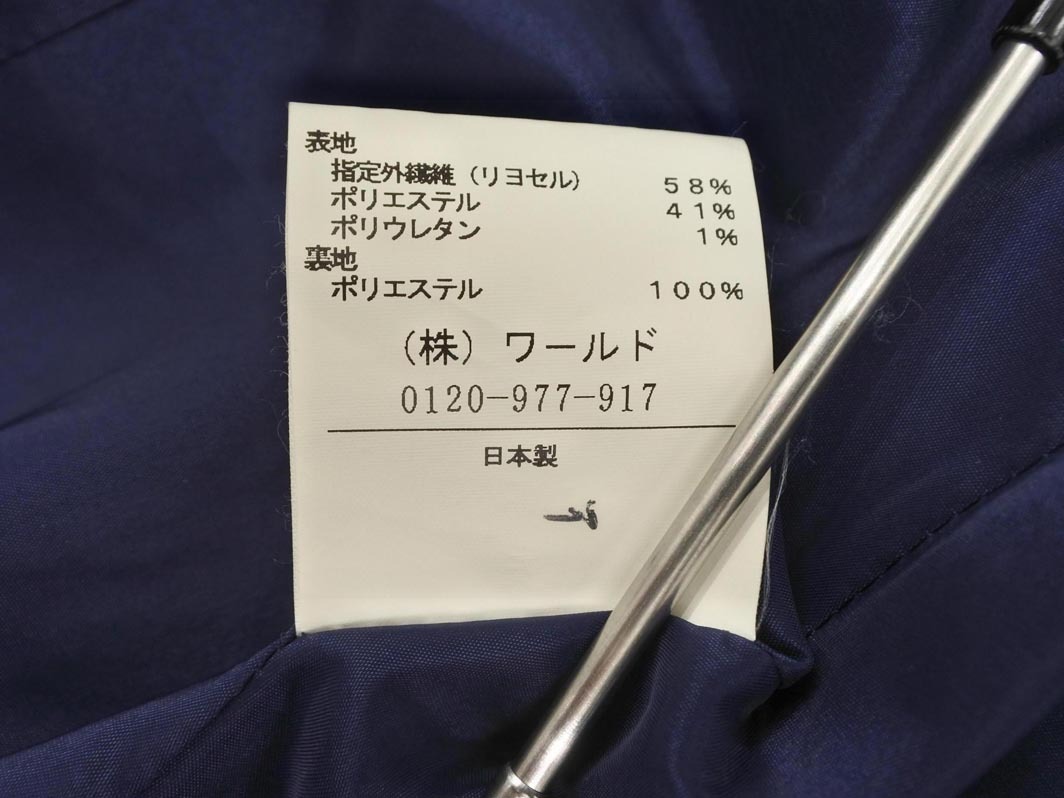 表地
指定外繊維(リヨセル) 58%
ポリエステル 41%
ポリウレタン 1%
裏地
ポリエステル 100%
(株)ワールド
0120-977-917
日本製